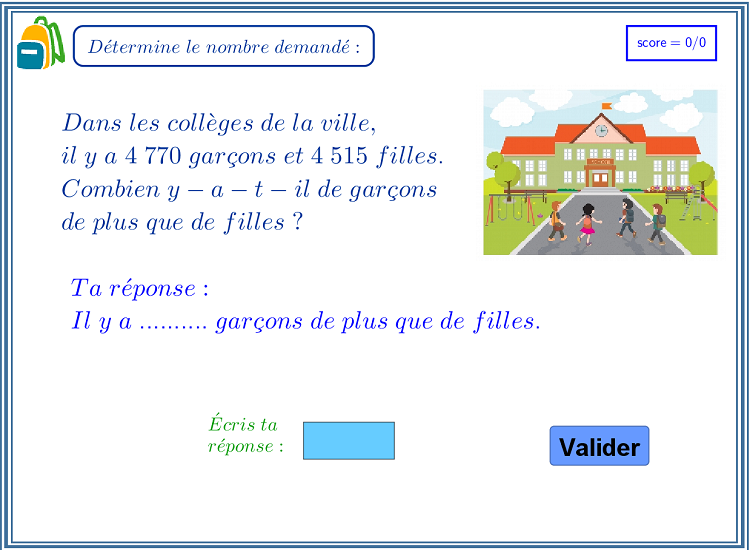 Détermine le nombre demandé :
score = 0/0
Dans les collèges de la ville,
il y a 4 770 garçons et 4 515 filles.
Combien y − a − t − il de garçons
de plus que de filles ?
Ta réponse :
Il y a .......... garçons de plus que de filles.
Écris ta
réponse :
Valider